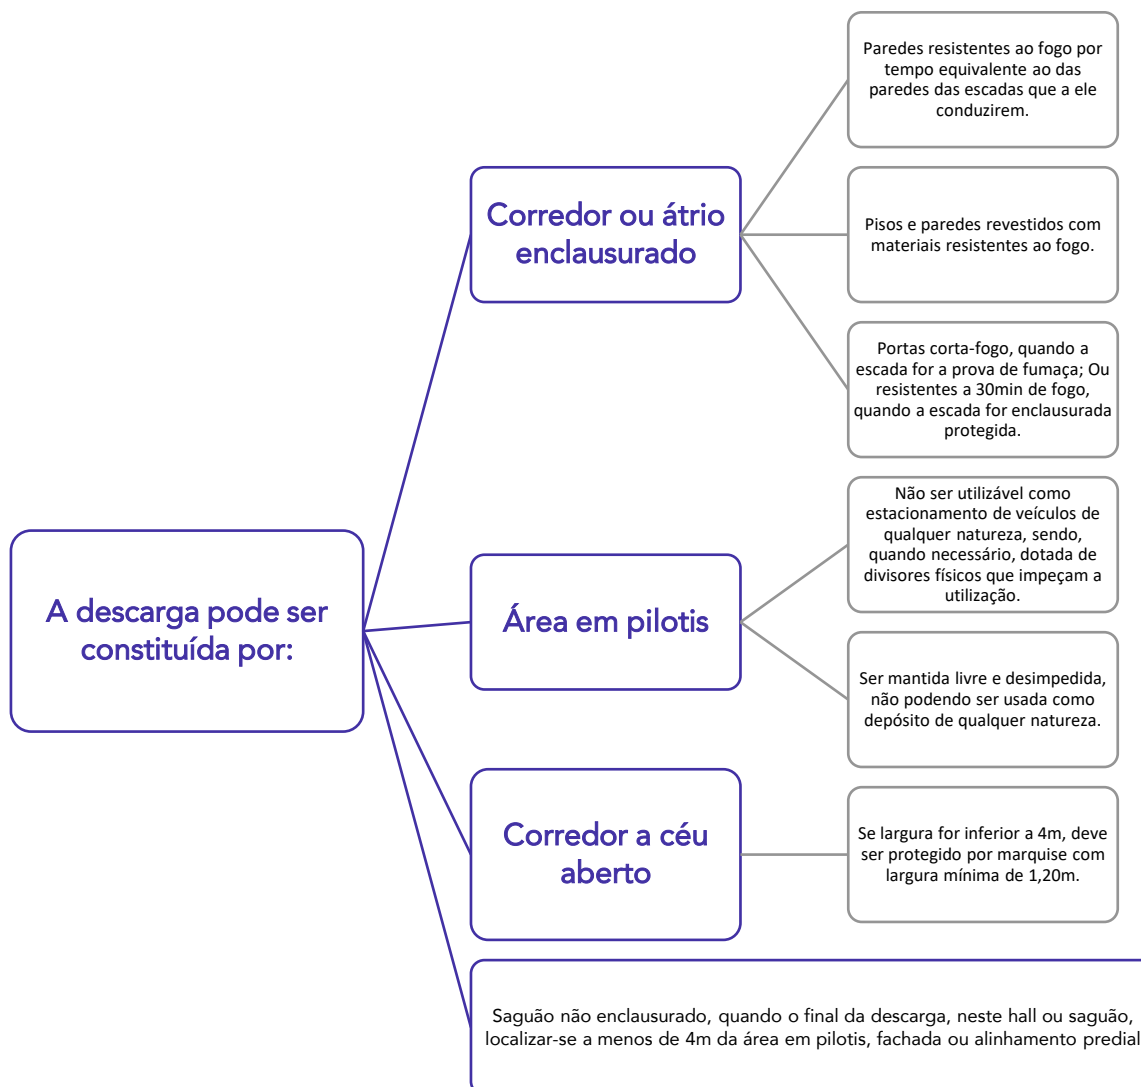 A descarga pode ser
constituída por:
Corredor ou átrio
enclausurado
Paredes resistentes ao fogo por
tempo equivalente ao das
paredes das escadas que a ele
conduzirem.
Pisos e paredes revestidos com
materiais resistentes ao fogo.
Portas corta-fogo, quando a
escada for a prova de fumaça; Ou
resistentes a 30min de fogo,
quando a escada for enclausurada
protegida.
Área em pilotis
Não ser utilizável como
estacionamento de veículos de
qualquer natureza, sendo,
quando necessário, dotada de
divisores físicos que impeçam a
utilização.
Ser mantida livre e desimpedida,
não podendo ser usada como
depósito de qualquer natureza.
Corredor a céu
aberto
Se largura for inferior a 4m, deve
ser protegido por marquise com
largura mínima de 1,20m.
Saguão não enclausurado, quando o final da descarga, neste hall ou saguão,
localizar-se a menos de 4m da área em pilotis, fachada ou alinhamento predial